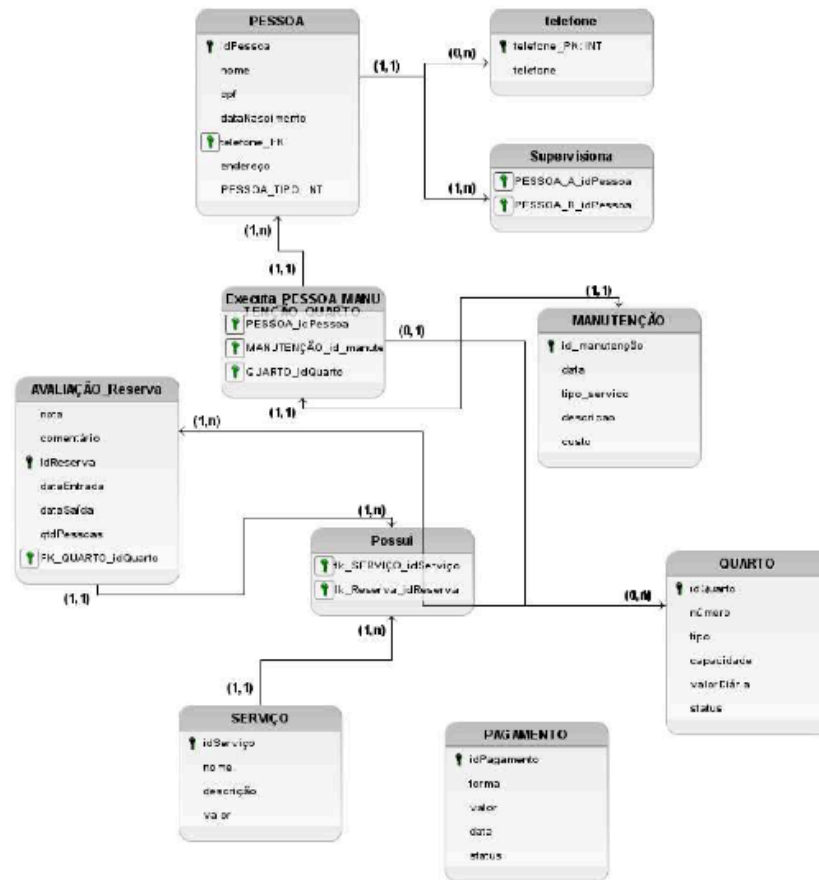 PESSOA
idPessoa
nome
cpf
dataNascimento
telefone_FK
endereço
PESSOA_TIPO: INT
(1,1)
(0,n)
(1,n)
telefone
telefone_PK: INT
telefone
Supervisiona
PESSOA_A_idPessoa
PESSOA_B_idPessoa
(1,n)
(1,1)
Executa_PESSOA_MANU
TENÇÃO_QUARTO
PESSOA_idPessoa
MANUTENÇÃO_id_manute
QUARTO_idQuarto
(0,1)
(1,1)
(1,1)
MANUTENÇÃO
id_manutenção
data
tipo_servico
descricao
custo
AVALIAÇÃO_Reserva
nota
comentário
idReserva
dataEntrada
dataSaída
qtdPessoas
FK_QUARTO_idQuarto
(1,n)
(1,n)
(1,1)
Possui
fk_SERVIÇO_idServiço
fk_Reserva_idReserva
(1,n)
(1,1)
QUARTO
idQuarto
número
tipo
capacidade
valorDiária
status
SERVIÇO
idServiço
nome
descrição
valor
PAGAMENTO
idPagamento
forma
valor
data
status